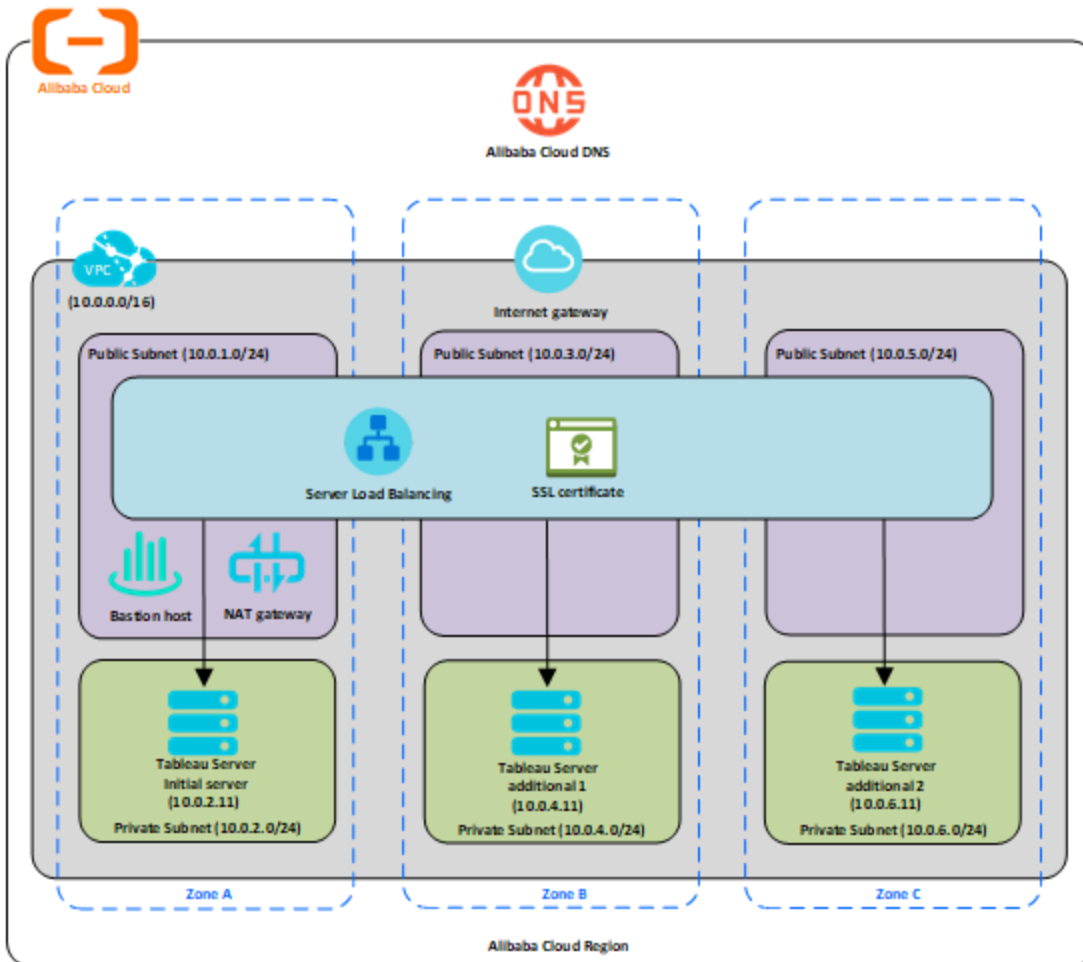 Alibaba Cloud
DNS
Alibaba Cloud DNS
VPC
(10.0.0.0/16)
Internet gateway
Public Subnet (10.0.1.0/24)
Public Subnet (10.0.3.0/24)
Public Subnet (10.0.5.0/24)
Server Load Balancing
SSL certificate
Bastion host
NAT gateway
Tableau Server
Initial server
(10.0.2.11)
Private Subnet (10.0.2.0/24)
Tableau Server
additional 1
(10.0.4.11)
Private Subnet (10.0.4.0/24)
Tableau Server
additional 2
(10.0.6.11)
Private Subnet (10.0.6.0/24)
Zone A
Zone B
Zone C
Alibaba Cloud Region